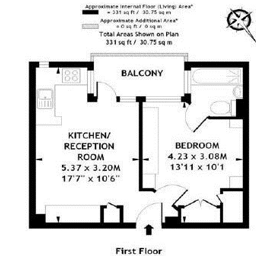 Approximate Internal Floor (Living) Area*
= 331 sq ft / 30.75 sq m
Approximate Additional Area*
= 0 sq ft / 0 sq m
Total Areas Shown on Plan
331 sq ft / 30.75 sq m
BALCONY
KITCHEN/
RECEPTION
ROOM
5.37 x 3.20M
17'7" x 10'6"
BEDROOM
4.23 x 3.08M
13'11 x 10'1
First Floor